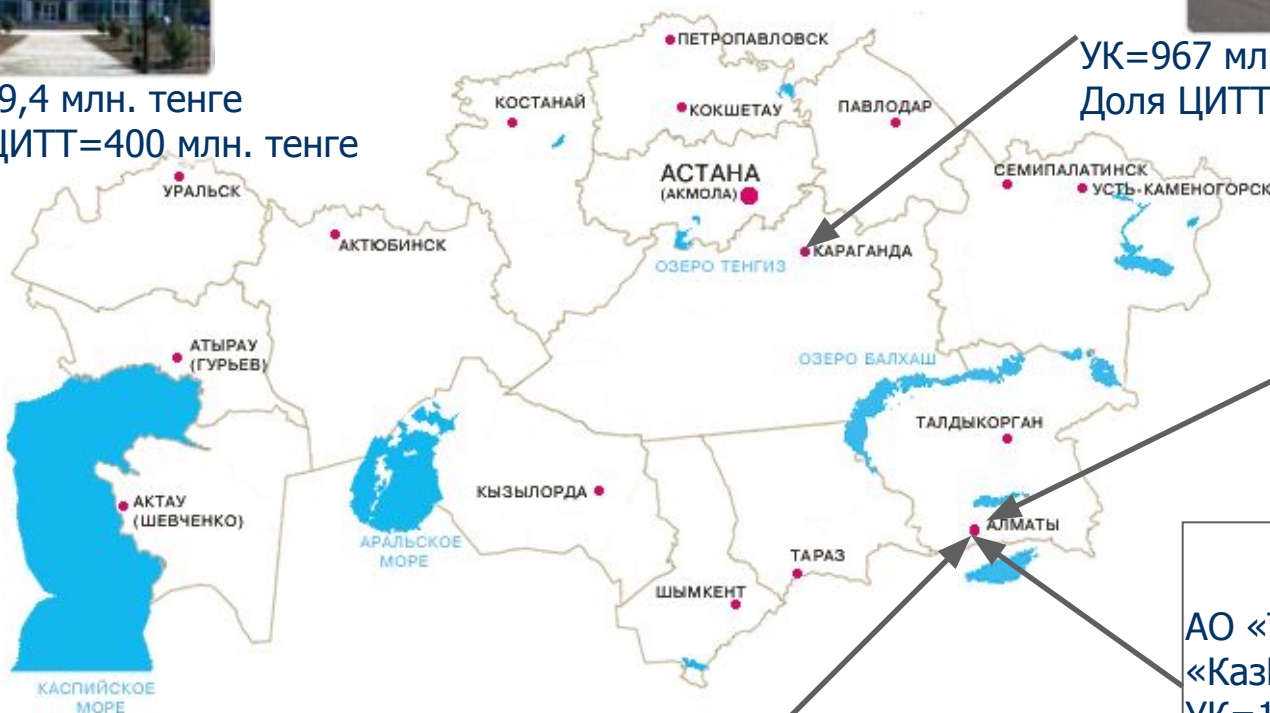 9,4 млн. тенге
ЦИТТ=400 млн. тенге
УК=967
Доля ЦИТТ
ПЕТРОПАВЛОВСК
КОСТАНАЙ
КОКШЕТАУ
ПАВЛОДАР
АСТАНА
(АКМОЛА)
СЕМИПАЛАТИНСК
УСТЬ-КАМЕНОГОРСК
УРАЛЬСК
АКТЮБИНСК
ОЗЕРО ТЕНГИЗ
КАРАГАНДА
АТЫРАУ
(ГУРЬЕВ)
ОЗЕРО БАЛХАШ
ТАЛДЫКОРГАН
АКТАУ
(ШЕВЧЕНКО)
КЫЗЫЛОРДА
АЛМАТЫ
АРАЛЬСКОЕ
МОРЕ
ТАРАЗ
ШЫМКЕНТ
КАСПИЙСКОЕ
МОРЕ
АО
УК=1